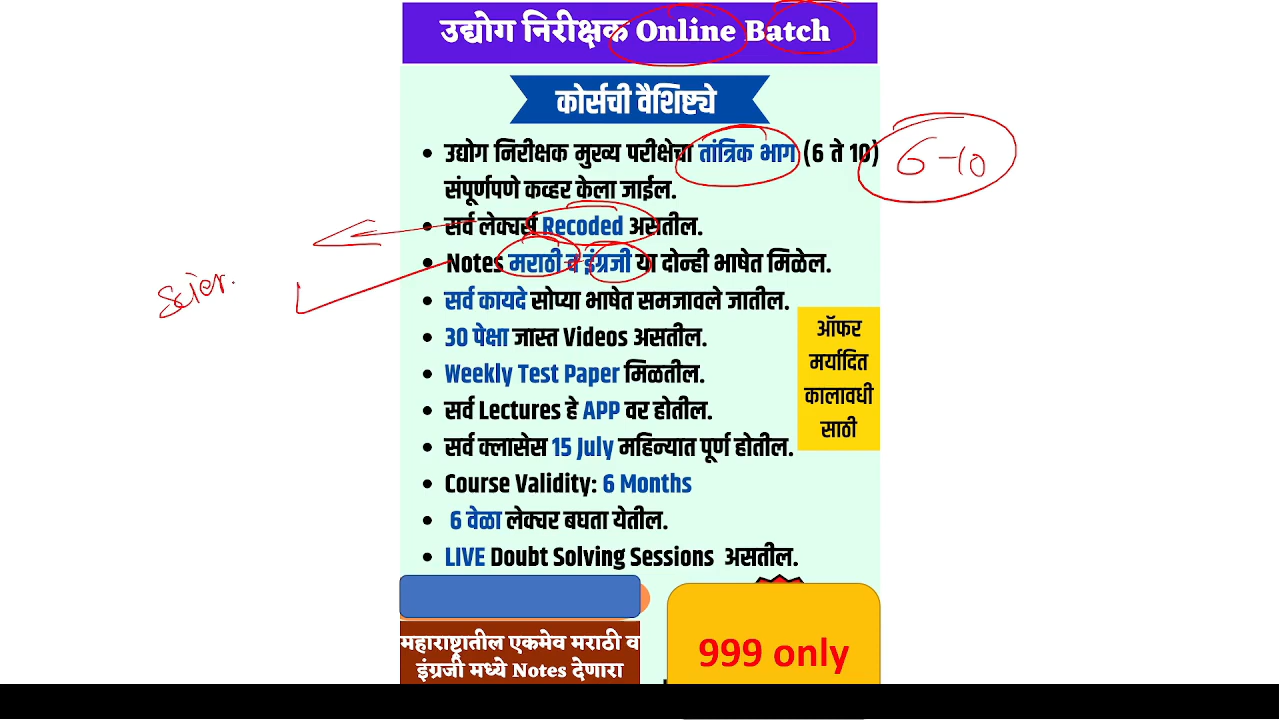 उद्योग निरीक्षक Online Batch
कोर्सची वैशिष्ट्ये
• उद्योग निरीक्षक मुख्य परीक्षेचा तांत्रिक भाग (6 ते 10)
6-10
संपूर्णपणे कव्हर केला जाईल.
• सर्व लेक्चर्स Recoded असतील.
• Notes मराठी व इंग्रजी या दोन्ही भाषेत मिळेल.
• सर्व कायदे सोप्या भाषेत समजावले जातील.
• 30 पेक्षा जास्त Videos असतील.
• Weekly Test Paper मिळतील.
• सर्व Lectures हे APP वर होतील.
• सर्व क्लासेस 15 July महिन्यात पूर्ण होतील.
• Course Validity: 6 Months
• 6 वेळा लेक्चर बघता येतील.
• LIVE Doubt Solving Sessions असतील.
ऑफर
मर्यादित
कालावधी
साठी
महाराष्ट्रातील एकमेव मराठी व
इंग्रजी मध्ये Notes देणारा
999 only